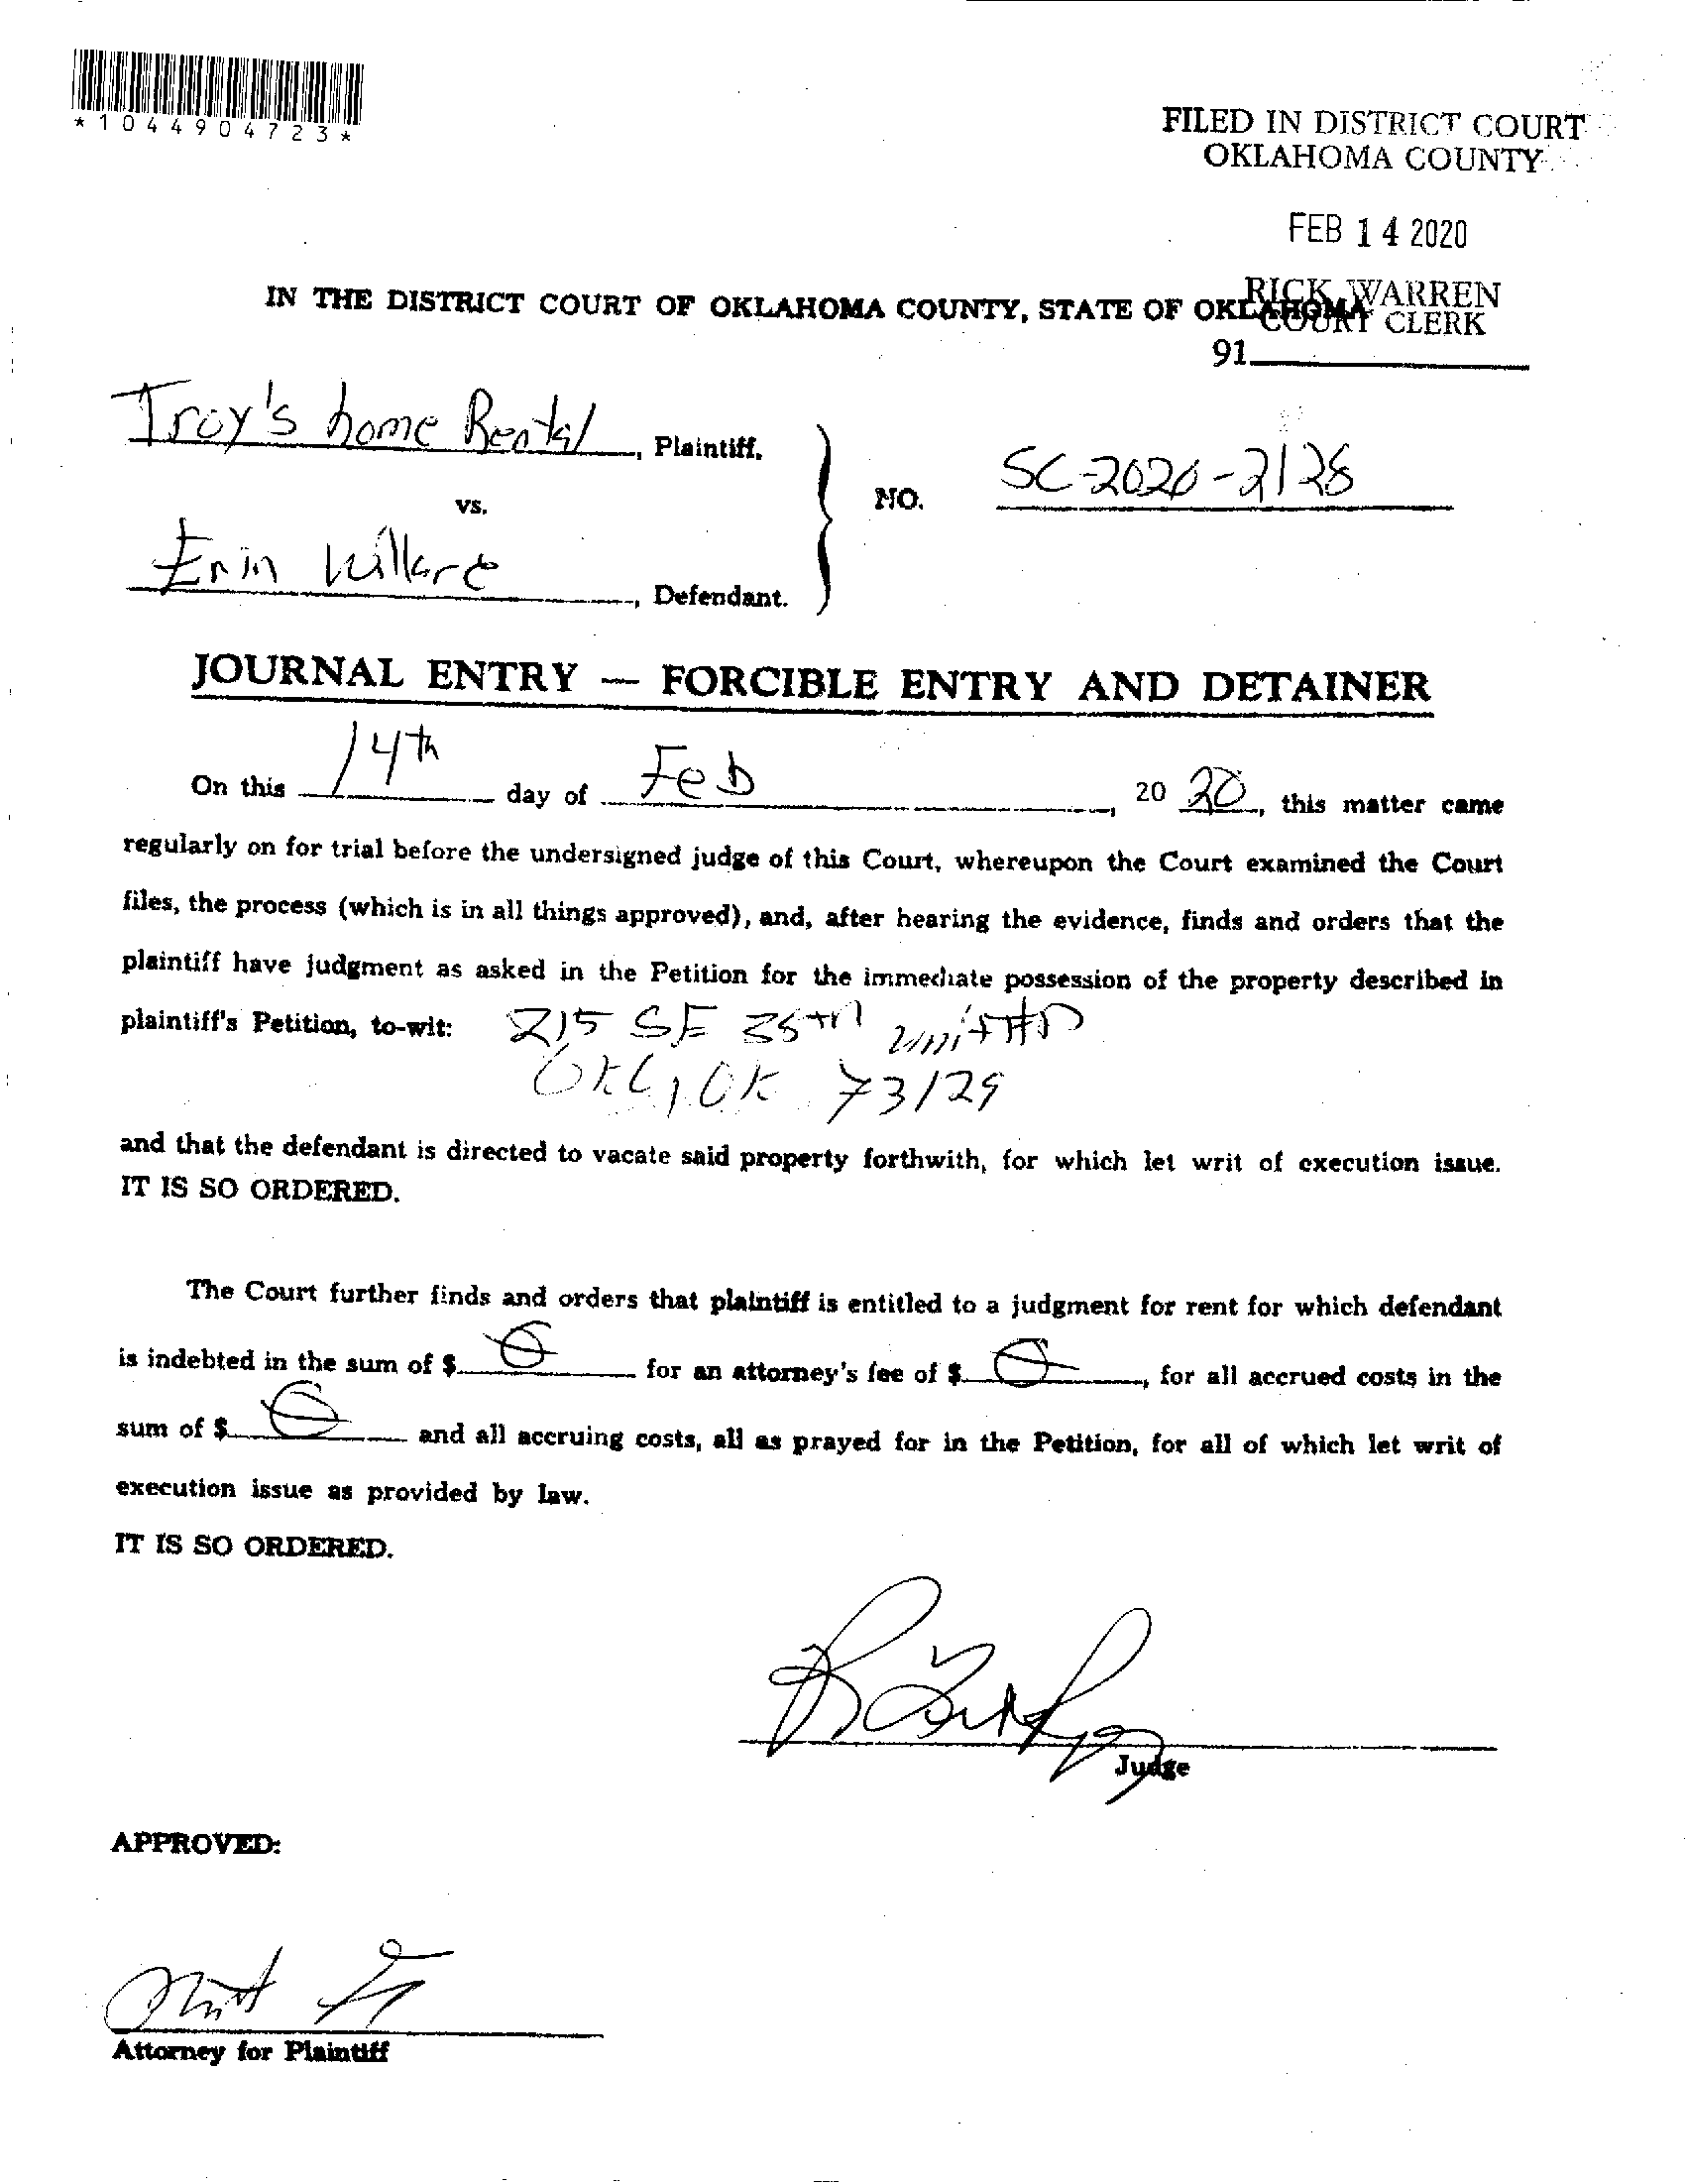 *1044904723*
FILED IN DISTRICT COURT
OKLAHOMA COUNTY
FEB 14 2020
RICK WARREN
COURT CLERK
IN THE DISTRICT COURT OF OKLAHOMA COUNTY, STATE OF OKLAHOMA
91
Troy's home Rental, Plaintiff,
vs.
NO. SC-2020-2128
Erin, Defendant.
JOURNAL ENTRY — FORCIBLE ENTRY AND DETAINER
On this 14th day of Feb, 20 20, this matter came
regularly on for trial before the undersigned judge of this Court, whereupon the Court examined the Court
files, the process (which is in all things approved), and, after hearing the evidence, finds and orders that the
plaintiff have judgment as asked in the Petition for the immediate possession of the property described in
plaintiff's Petition, to-wit: 215 SE 35th unit #D
OKC, OK 73129
and that the defendant is directed to vacate said property forthwith, for which let writ of execution issue.
IT IS SO ORDERED.
The Court further finds and orders that plaintiff is entitled to a judgment for rent for which defendant
is indebted in the sum of $ for an attorney's fee of $, for all accrued costs in the
sum of $ and all accruing costs, all as prayed for in the Petition, for all of which let writ of
execution issue as provided by law.
IT IS SO ORDERED.
Judge
APPROVED:
Attorney for Plaintiff